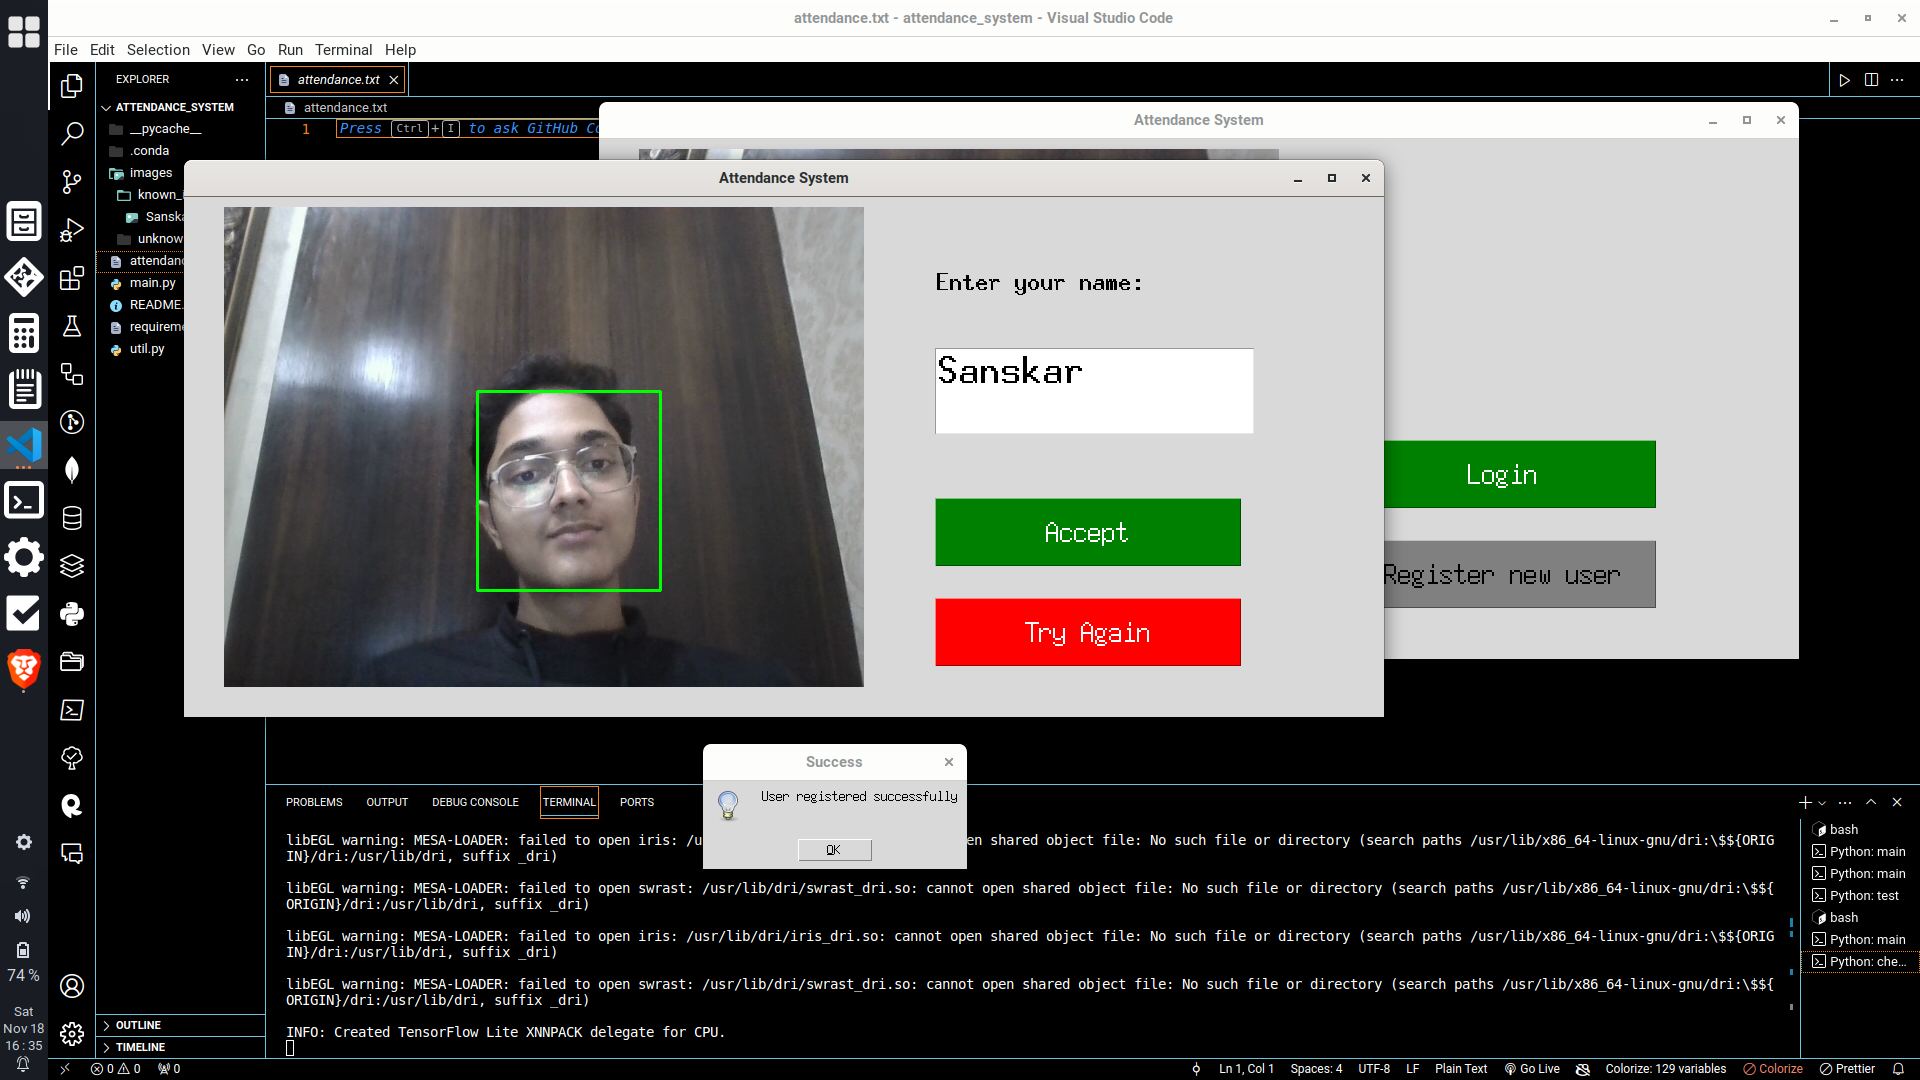 attendance.txt - attendance_system - Visual Studio Code
File Edit Selection View Go Run Terminal Help
EXPLORER
attendance.txt
ATTENDANCE_SYSTEM
attendance.txt
__pycache__
1 Press Ctrl+I to ask GitHub Co
.conda
images
known_i
Sanska
unknow
attendanc
main.py
README.
requireme
util.py
Attendance System
Login
Register new user
Attendance System
Enter your name:
Sanskar
Accept
Try Again
Success
User registered successfully
OK
PROBLEMS OUTPUT DEBUG CONSOLE TERMINAL PORTS
libEGL warning: MESA-LOADER: failed to open iris: /u en shared object file: No such file or directory (search paths /usr/lib/x86_64-linux-gnu/dri:\$${ORIG
IN}/dri:/usr/lib/dri, suffix _dri)
libEGL warning: MESA-LOADER: failed to open swrast: /usr/lib/dri/swrast_dri.so: cannot open shared object file: No such file or directory (search paths /usr/lib/x86_64-linux-gnu/dri:\$${
ORIGIN}/dri:/usr/lib/dri, suffix _dri)
libEGL warning: MESA-LOADER: failed to open iris: /usr/lib/dri/iris_dri.so: cannot open shared object file: No such file or directory (search paths /usr/lib/x86_64-linux-gnu/dri:\$${ORIG
IN}/dri:/usr/lib/dri, suffix _dri)
libEGL warning: MESA-LOADER: failed to open swrast: /usr/lib/dri/swrast_dri.so: cannot open shared object file: No such file or directory (search paths /usr/lib/x86_64-linux-gnu/dri:\$${
ORIGIN}/dri:/usr/lib/dri, suffix _dri)
INFO: Created TensorFlow Lite XNNPACK delegate for CPU.
bash
Python: main
Python: main
Python: test
bash
Python: main
Python: che...
OUTLINE
TIMELINE
74 %
Sat
Nov 18
16 : 35
0 0 0 Ln 1, Col 1 Spaces: 4 UTF-8 LF Plain Text Go Live Colorize: 129 variables Colorize Prettier